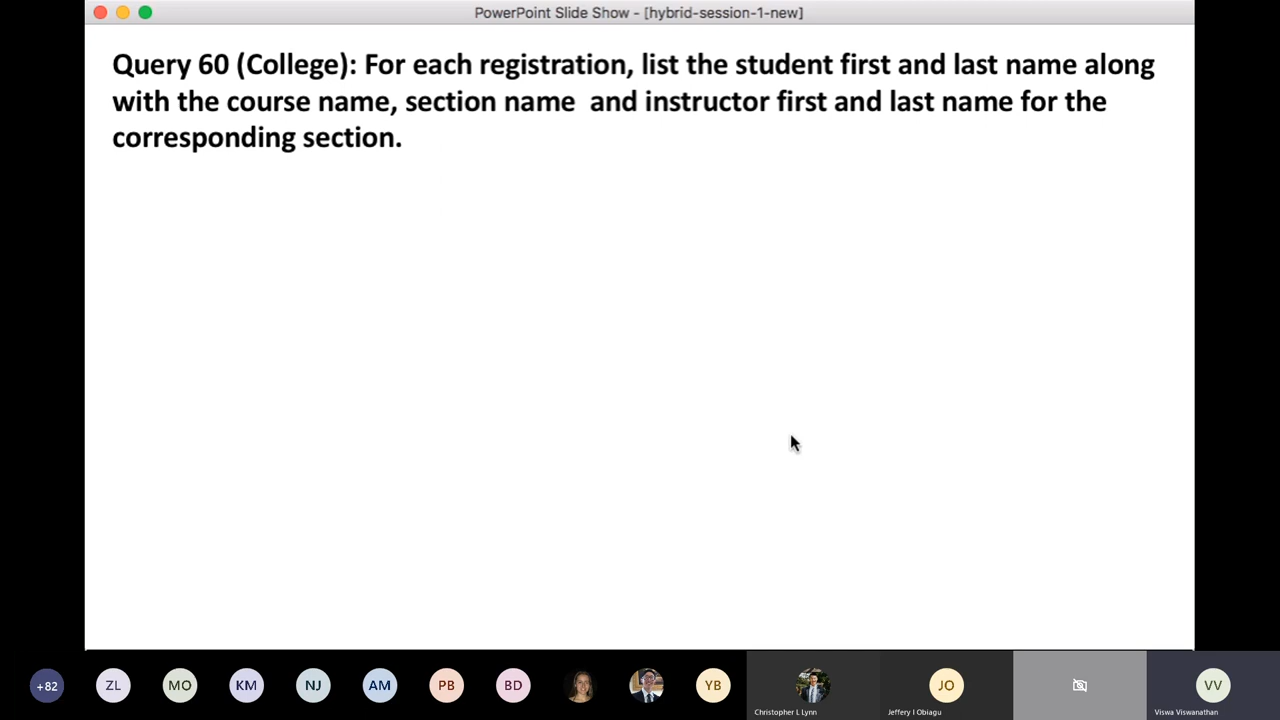 PowerPoint Slide Show - [hybrid-session-1-new]
Query 60 (College): For each registration, list the student first and last name along
with the course name, section name and instructor first and last name for the
corresponding section.
+82
ZL
MO
KM
NJ
AM
PB
BD
YB
Christopher L Lynn
JO
Jeffery I Obiagu
VV
Viswa Viswanathan